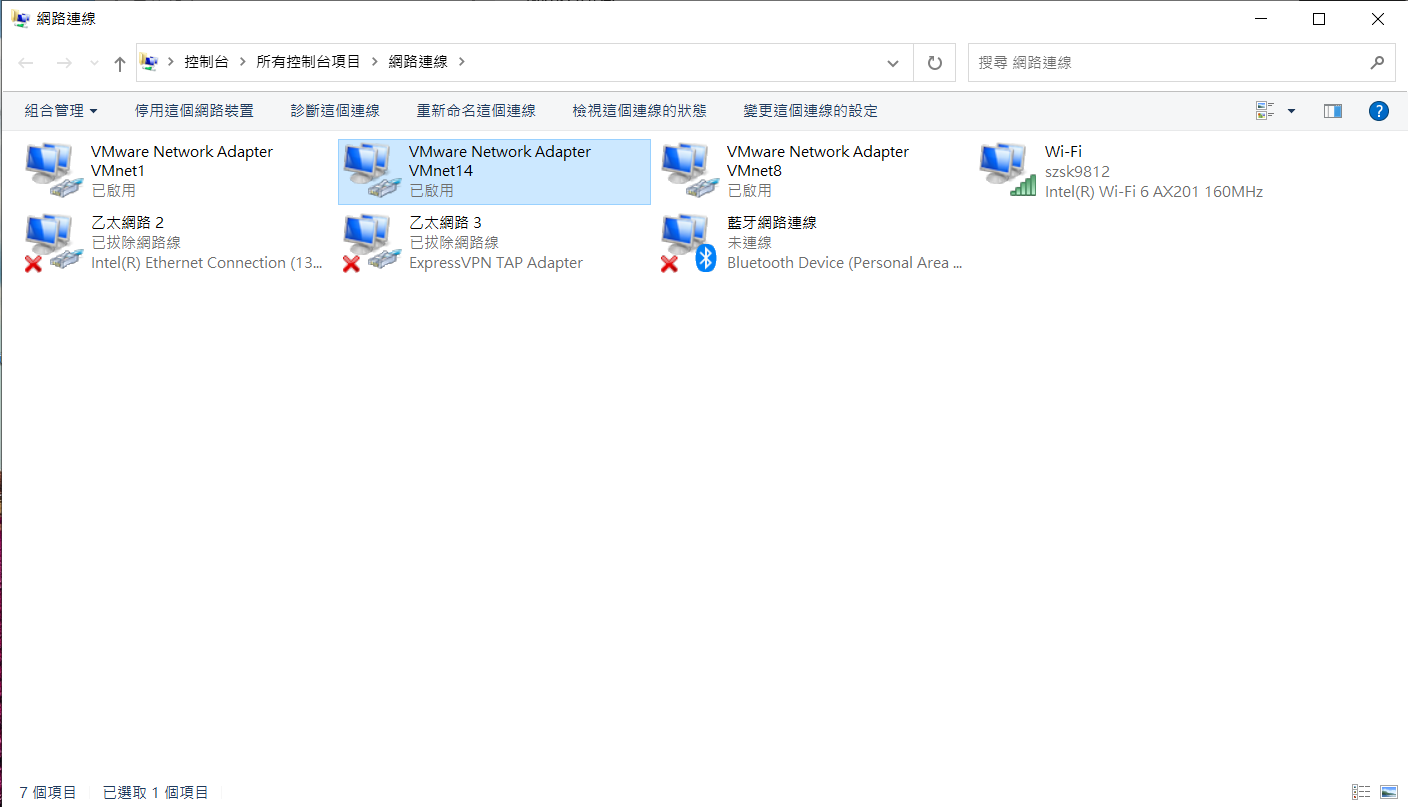 網路連線
控制台 所有控制台項目 網路連線
搜尋 網路連線
組合管理 停用這個網路裝置 診斷這個連線 重新命名這個連線 檢視這個連線的狀態 變更這個連線的設定
VMware Network Adapter
VMnet1
已啟用
VMware Network Adapter
VMnet14
已啟用
VMware Network Adapter
VMnet8
已啟用
Wi-Fi
szsk9812
Intel(R) Wi-Fi 6 AX201 160MHz
乙太網路 2
已拔除網路線
Intel(R) Ethernet Connection (13...
乙太網路 3
已拔除網路線
ExpressVPN TAP Adapter
藍牙網路連線
未連線
Bluetooth Device (Personal Area ...
7 個項目 已選取 1 個項目